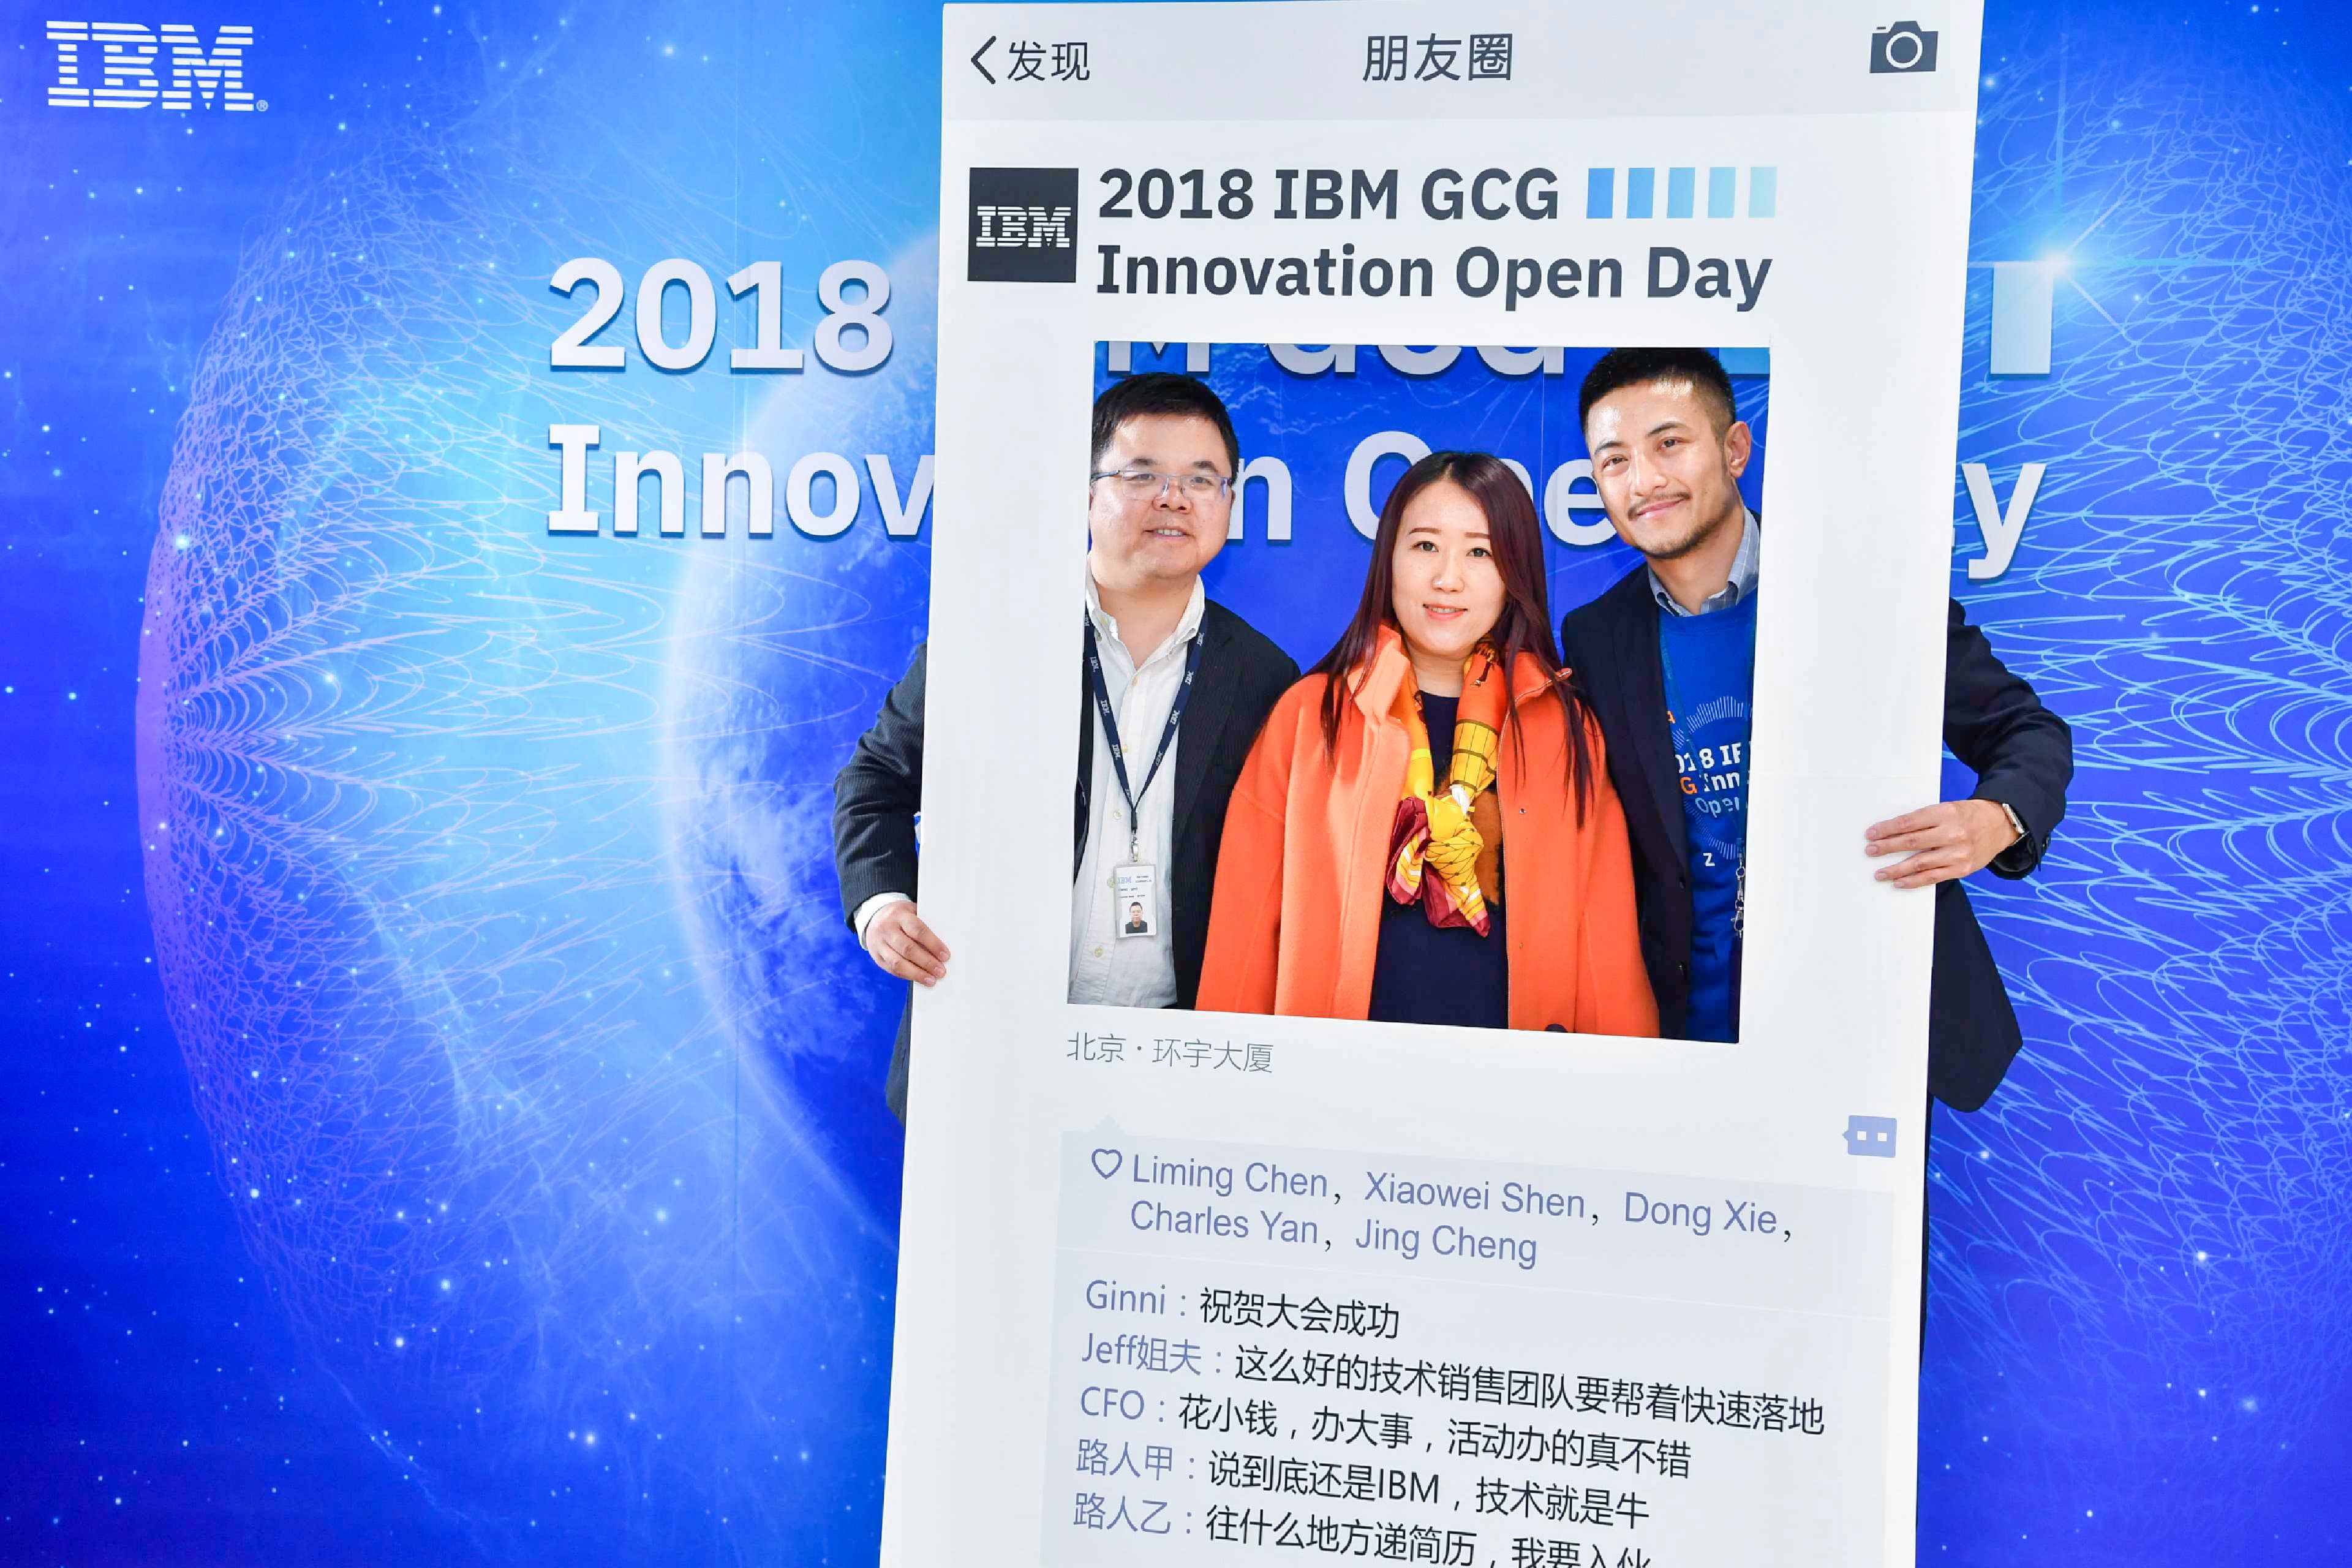 IBM
2018
Innov
ay
发现
朋友圈
IBM
2018 IBM GCG
Innovation Open Day
IBM
北京·环宇大厦
Liming Chen，Xiaowei Shen，Dong Xie，
Charles Yan，Jing Cheng
Ginni：祝贺大会成功
Jeff姐夫：这么好的技术销售团队要帮着快速落地
CFO：花小钱，办大事，活动办的真不错
路人甲：说到底还是IBM，技术就是牛
路人乙：往什么地方递简历，我要入伙